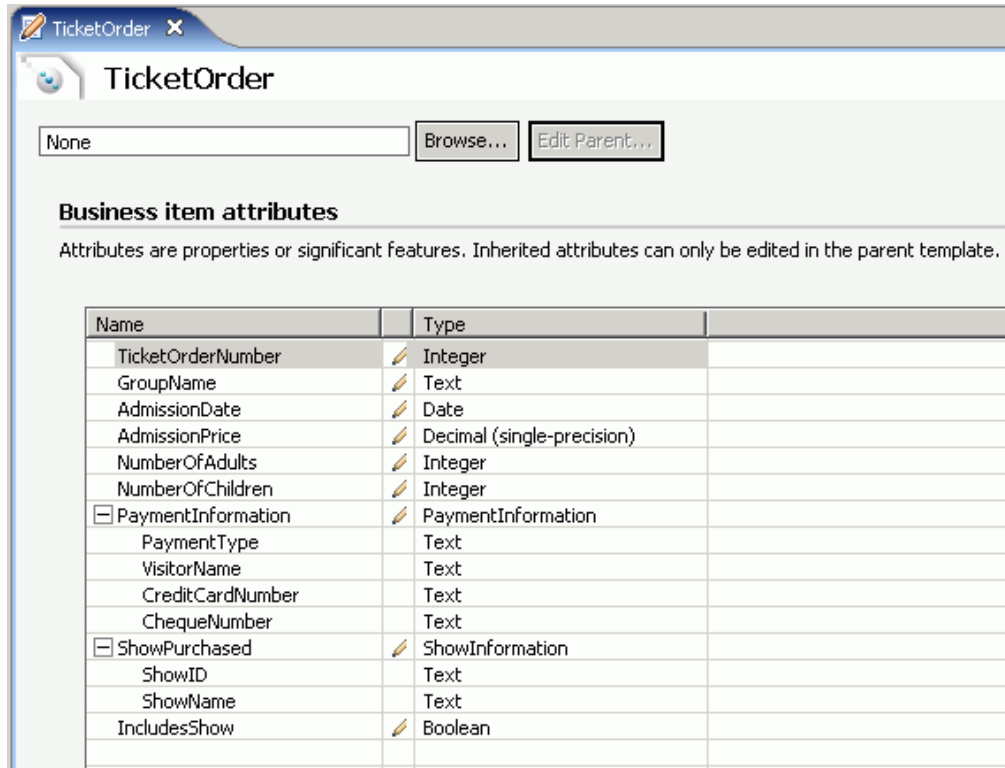 TicketOrder
TicketOrder
None Browse... Edit Parent...
Business item attributes
Attributes are properties or significant features. Inherited attributes can only be edited in the parent template.
Name Type
TicketOrderNumber Integer
GroupName Text
AdmissionDate Date
AdmissionPrice Decimal (single-precision)
NumberOfAdults Integer
NumberOfChildren Integer
PaymentInformation PaymentInformation
PaymentType Text
VisitorName Text
CreditCardNumber Text
ChequeNumber Text
ShowPurchased ShowInformation
ShowID Text
ShowName Text
IncludesShow Boolean